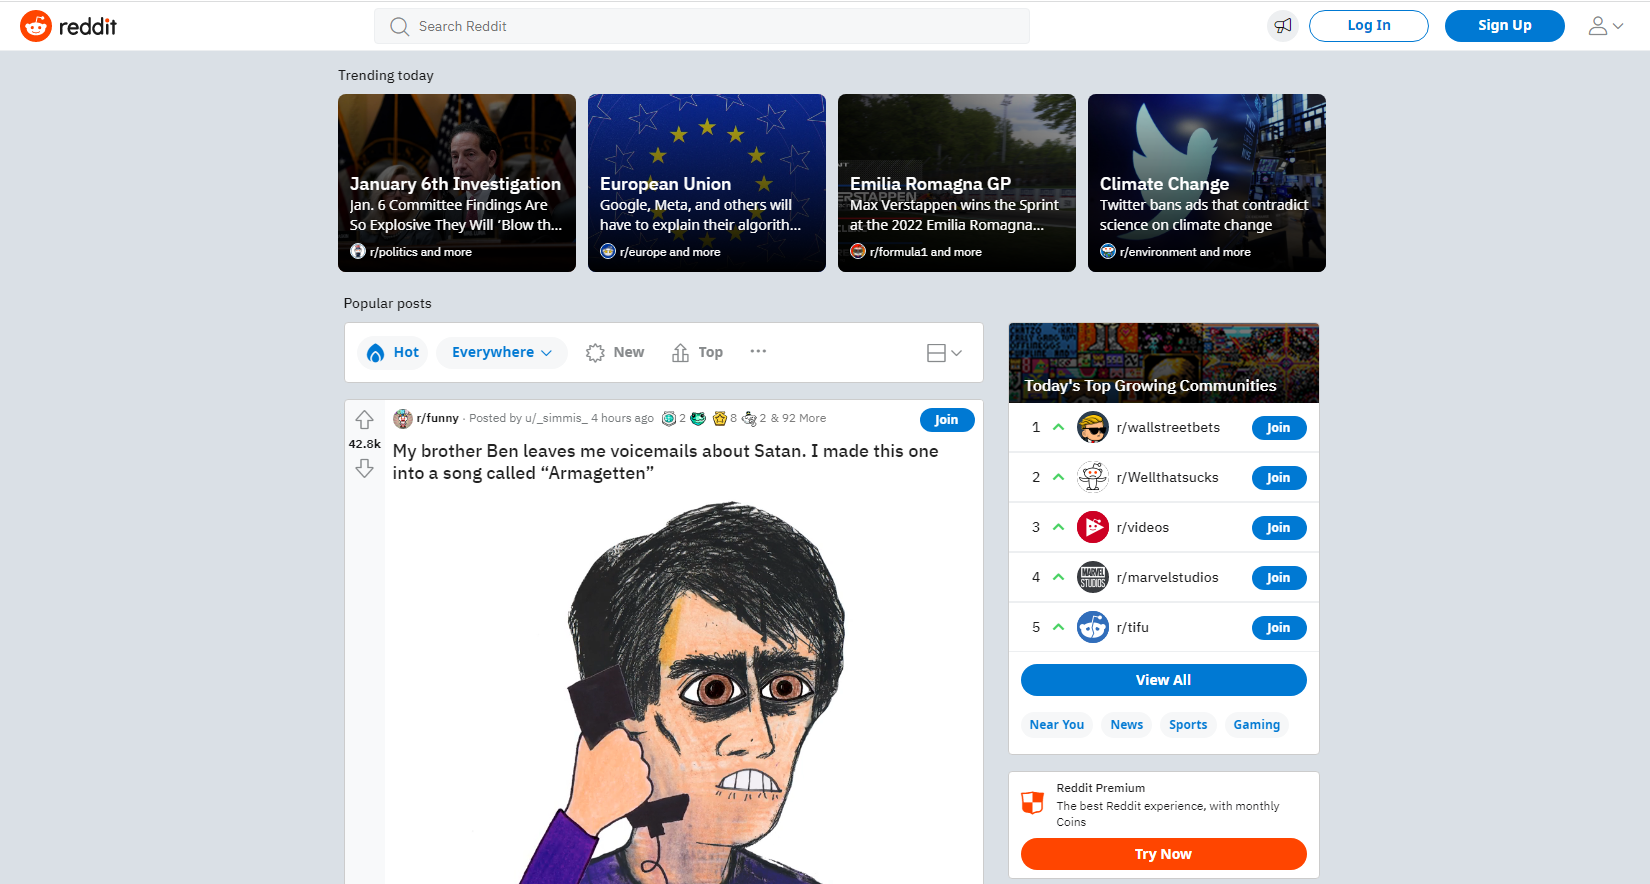 reddit
Search Reddit
Log In
Sign Up
Trending today
January 6th Investigation
Jan. 6 Committee Findings Are
So Explosive They Will ‘Blow th...
r/politics and more
European Union
Google, Meta, and others will
have to explain their algorith...
r/europe and more
Emilia Romagna GP
Max Verstappen wins the Sprint
at the 2022 Emilia Romagna...
r/formula1 and more
Climate Change
Twitter bans ads that contradict
science on climate change
r/environment and more
Popular posts
Hot
Everywhere
New
Top
r/funny · Posted by u/_simmis_ 4 hours ago 2 8 2 & 92 More
Join
42.8k
My brother Ben leaves me voicemails about Satan. I made this one
into a song called “Armagetten”
Today's Top Growing Communities
1 r/wallstreetbets Join
2 r/Wellthatsucks Join
3 r/videos Join
4 MARVEL STUDIOS r/marvelstudios Join
5 r/tifu Join
View All
Near You News Sports Gaming
Reddit Premium
The best Reddit experience, with monthly
Coins
Try Now